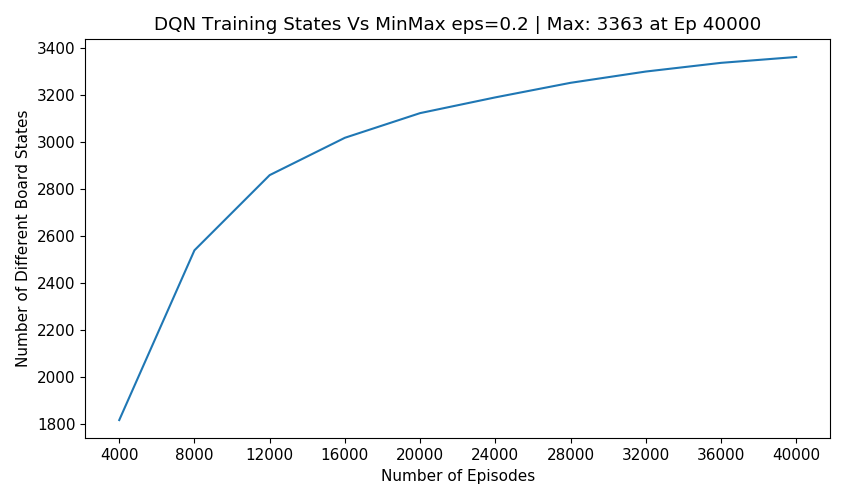 DQN Training States Vs MinMax eps=0.2 | Max: 3363 at Ep 40000
Number of Different Board States
3400
3200
3000
2800
2600
2400
2200
2000
1800
4000 8000 12000 16000 20000 24000 28000 32000 36000 40000
Number of Episodes